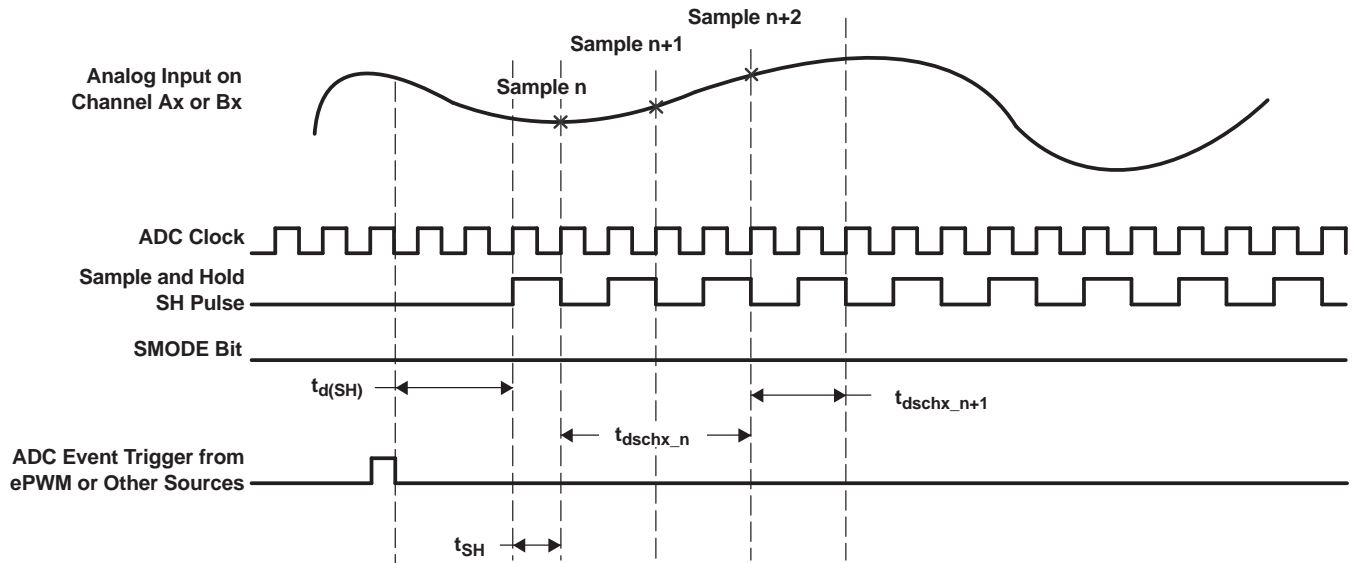 Sample n+2
Sample n+1
Sample n
Analog Input on
Channel Ax or Bx
ADC Clock
Sample and Hold
SH Pulse
SMODE Bit
td(SH)
tdschx_n+1
tdschx_n
ADC Event Trigger from
ePWM or Other Sources
tSH